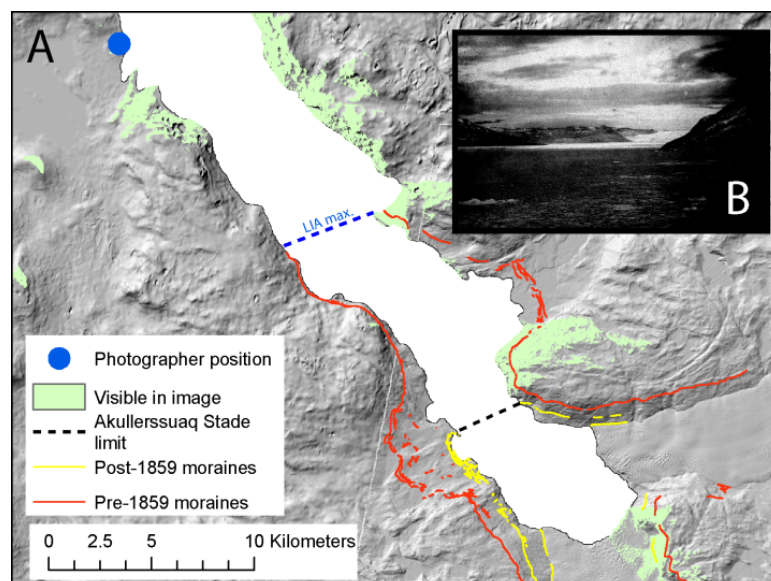 A
B
LIA max.
Photographer position
Visible in image
Akullerssuaq Stade
limit
Post-1859 moraines
Pre-1859 moraines
0 2.5 5 10 Kilometers